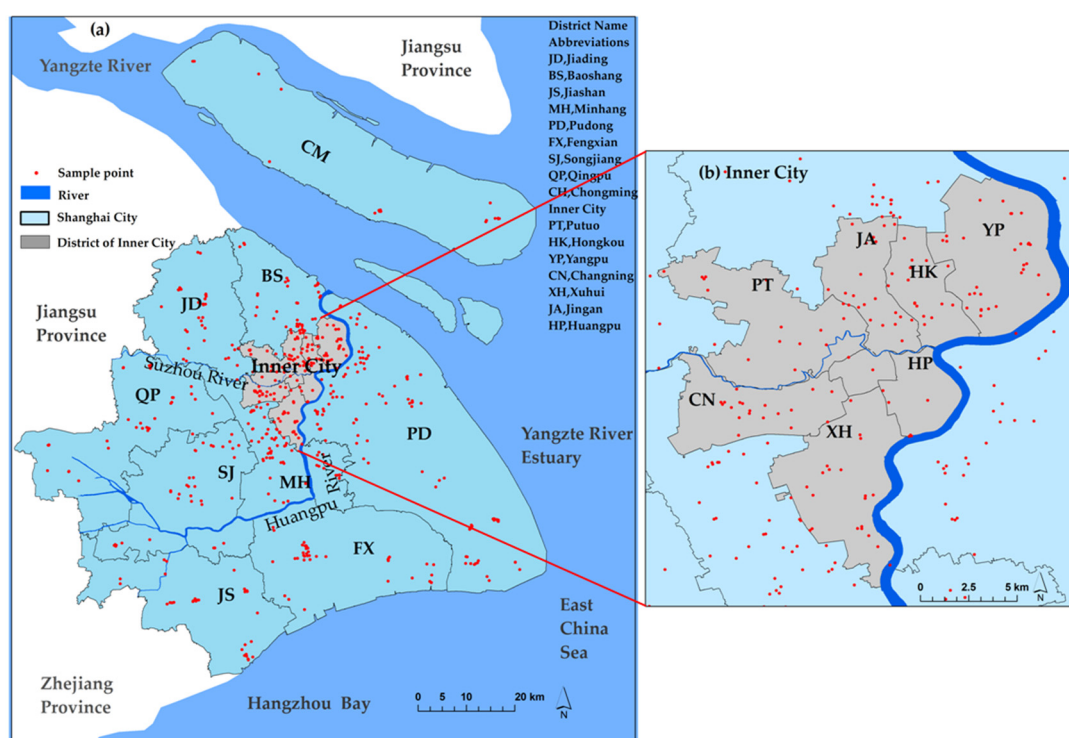 (a)
Yangzte River
Jiangsu
Province
District Name
Abbreviations
JD,Jiading
BS,Baoshang
JS,Jiashan
MH,Minhang
PD,Pudong
FX,Fengxian
SJ,Songjiang
QP,Qingpu
CH,Chongming
Inner City
PT,Putuo
HK,Hongkou
YP,Yangpu
CN,Changning
XH,Xuhui
JA,Jingan
HP,Huangpu
CM
Sample point
River
Shanghai City
District of Inner City
BS
JD
Jiangsu
Province
Suzhou River
Inner City
QP
PD
Yangzte River
Estuary
SJ
MH
Huangpu River
FX
JS
East
China
Sea
Zhejiang
Province
Hangzhou Bay
0 5 10 20 km
N
(b) Inner City
YP
JA
HK
PT
HP
CN
XH
0 2.5 5 km
N